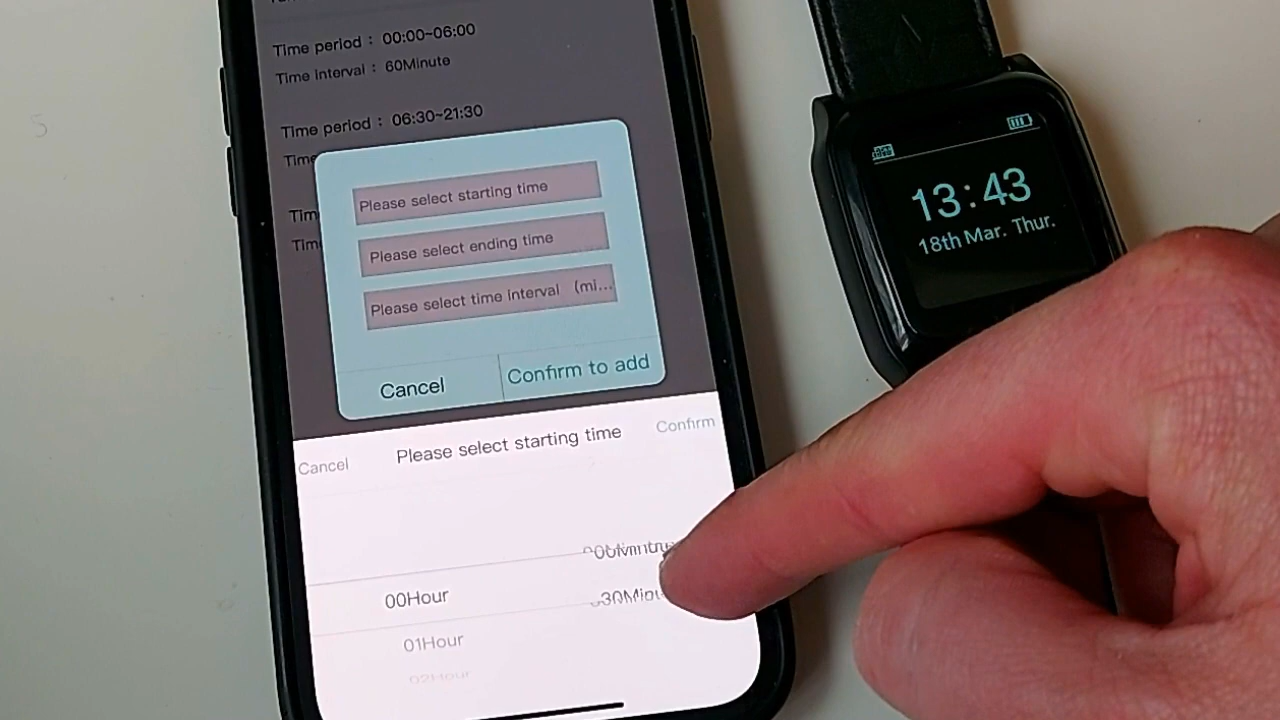 Time period : 00:00~06:00
Time interval : 60Minute
Time period : 06:30~21:30
Time
Please select starting time
Please select ending time
Please select time interval (mi...
Cancel
Confirm to add
Cancel
Please select starting time
Confirm
00Hour
01Hour
02Hour
13:43
18th Mar. Thur.